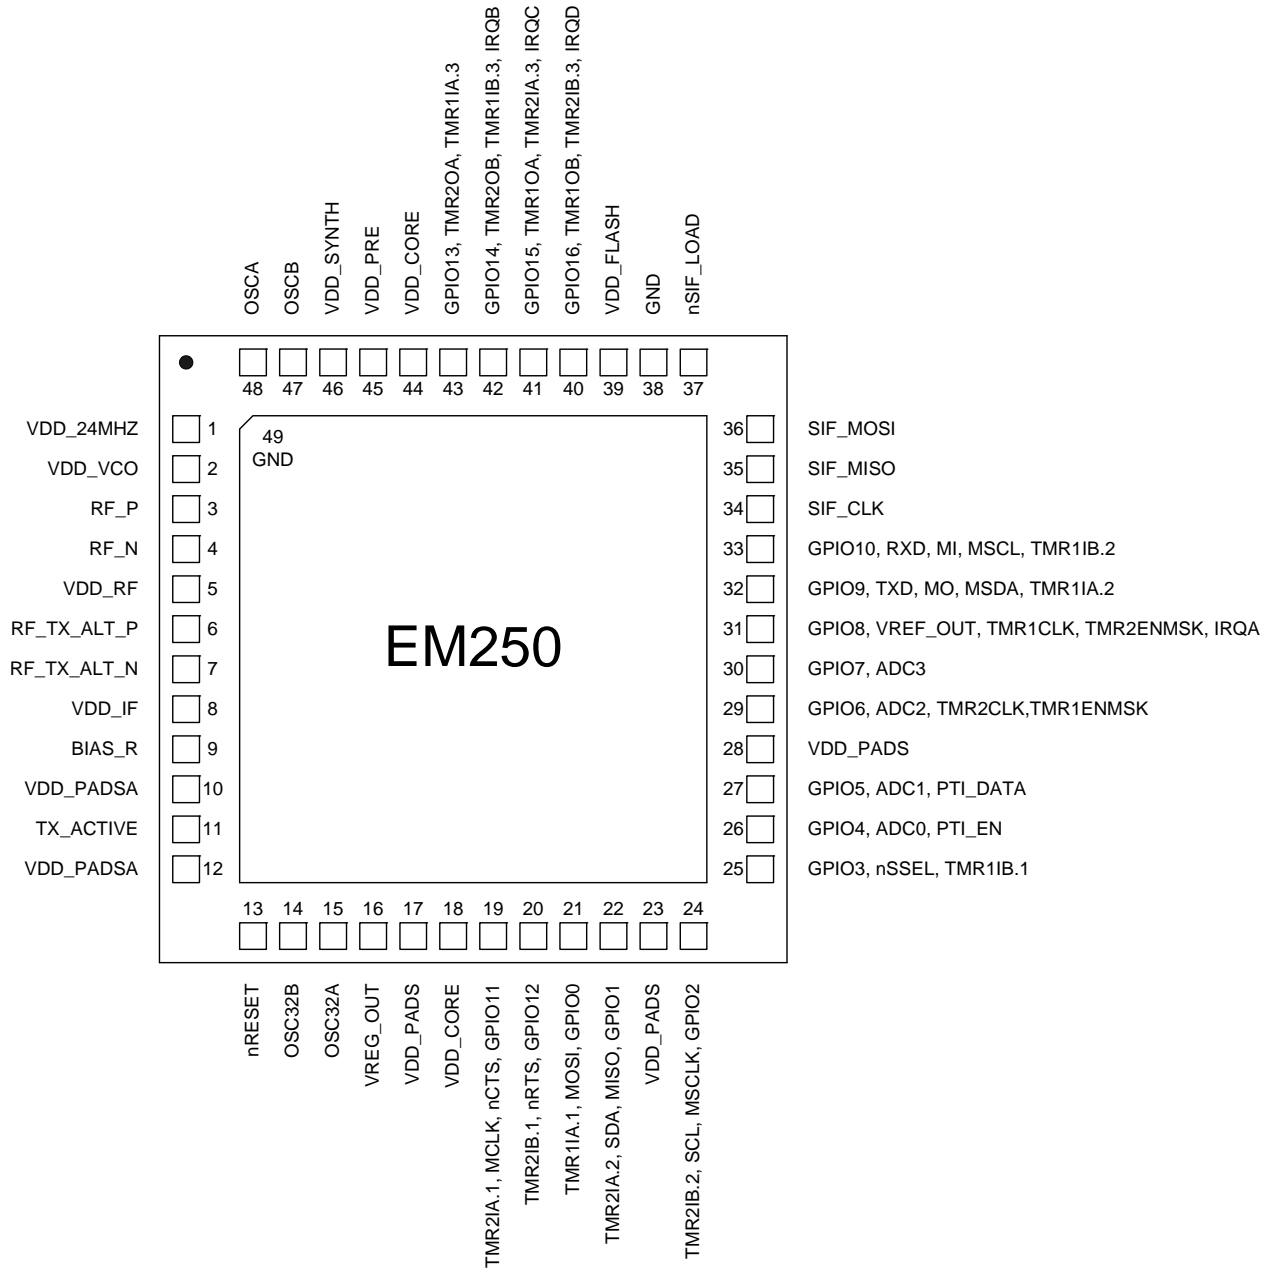 OSCA
OSCB
VDD_SYNTH
VDD_PRE
VDD_CORE
GPIO13, TMR2OA, TMR1IA.3
GPIO14, TMR2OB, TMR1IB.3, IRQB
GPIO15, TMR1OA, TMR2IA.3, IRQC
GPIO16, TMR1OB, TMR2IB.3, IRQD
VDD_FLASH
GND
nSIF_LOAD
48 47 46 45 44 43 42 41 40 39 38 37
VDD_24MHZ 1
VDD_VCO 2
RF_P 3
RF_N 4
VDD_RF 5
RF_TX_ALT_P 6
RF_TX_ALT_N 7
VDD_IF 8
BIAS_R 9
VDD_PADSA 10
TX_ACTIVE 11
VDD_PADSA 12
49
GND
EM250
36 SIF_MOSI
35 SIF_MISO
34 SIF_CLK
33 GPIO10, RXD, MI, MSCL, TMR1IB.2
32 GPIO9, TXD, MO, MSDA, TMR1IA.2
31 GPIO8, VREF_OUT, TMR1CLK, TMR2ENMSK, IRQA
30 GPIO7, ADC3
29 GPIO6, ADC2, TMR2CLK,TMR1ENMSK
28 VDD_PADS
27 GPIO5, ADC1, PTI_DATA
26 GPIO4, ADC0, PTI_EN
25 GPIO3, nSSEL, TMR1IB.1
13 14 15 16 17 18 19 20 21 22 23 24
nRESET
OSC32B
OSC32A
VREG_OUT
VDD_PADS
VDD_CORE
TMR2IA.1, MCLK, nCTS, GPIO11
TMR2IB.1, nRTS, GPIO12
TMR1IA.1, MOSI, GPIO0
TMR2IA.2, SDA, MISO, GPIO1
VDD_PADS
TMR2IB.2, SCL, MSCLK, GPIO2